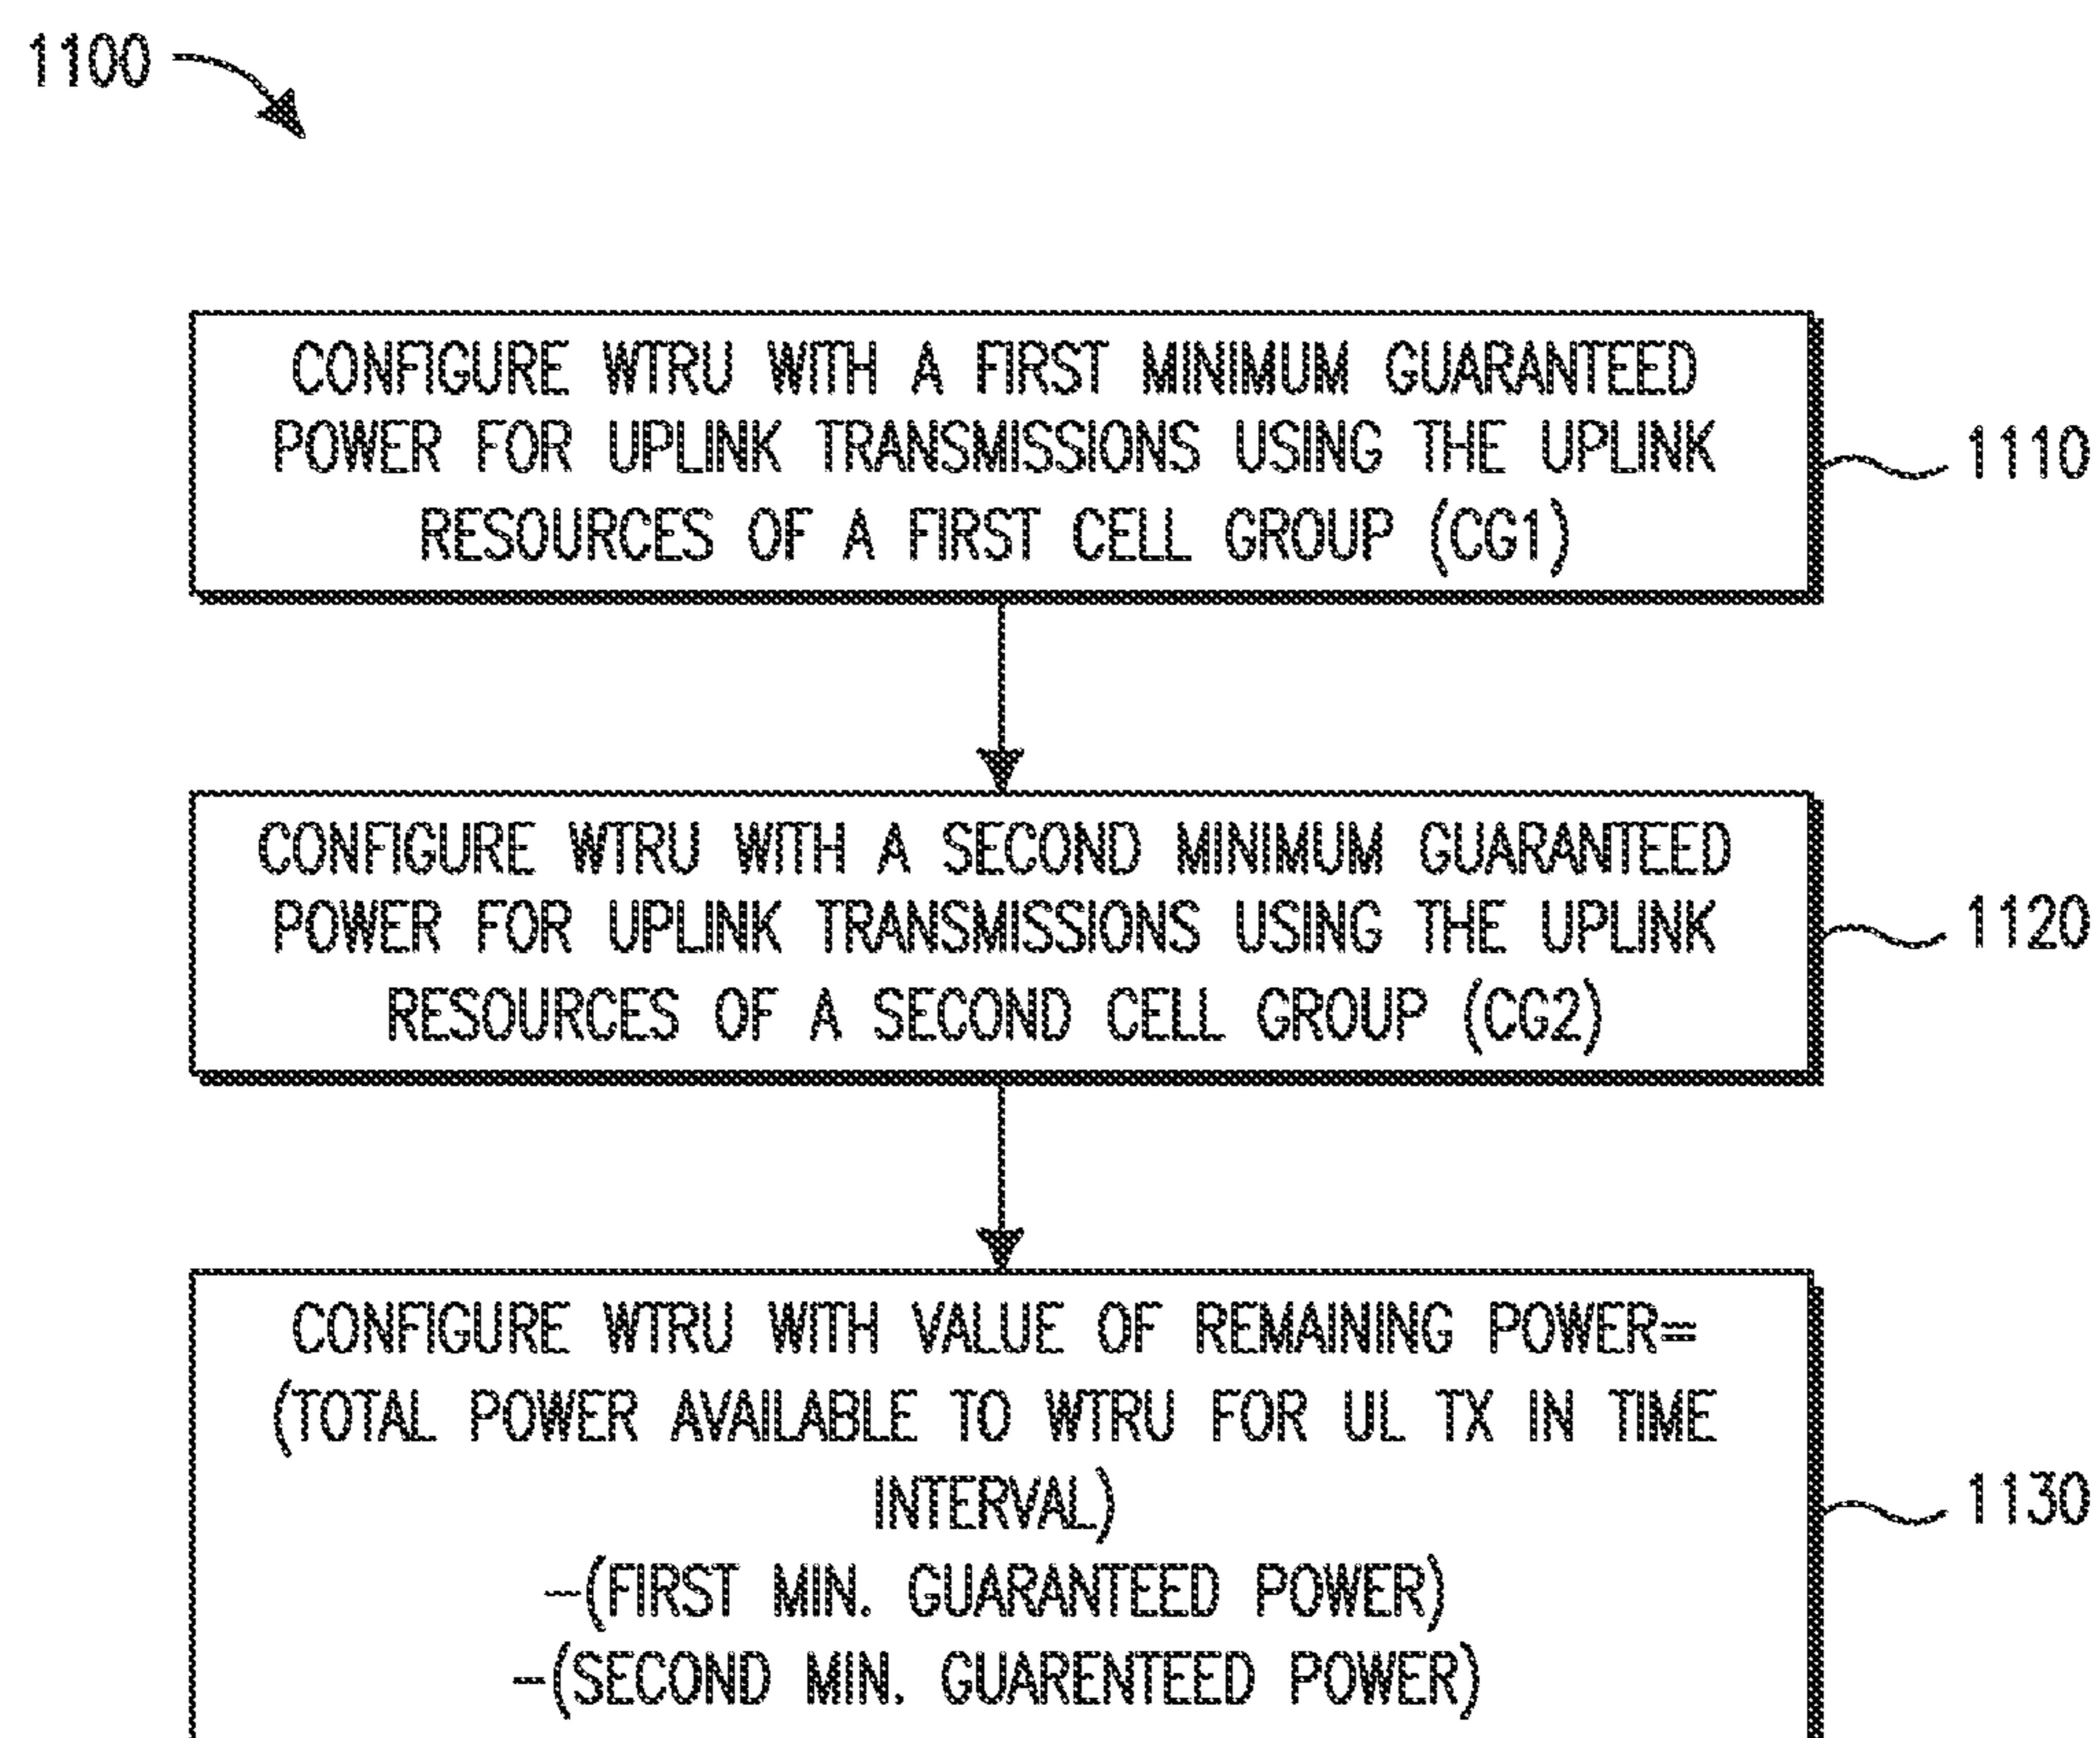 1100
CONFIGURE WTRU WITH A FIRST MINIMUM GUARANTEED
POWER FOR UPLINK TRANSMISSIONS USING THE UPLINK
RESOURCES OF A FIRST CELL GROUP (CG1)
1110
CONFIGURE WTRU WITH A SECOND MINIMUM GUARANTEED
POWER FOR UPLINK TRANSMISSIONS USING THE UPLINK
RESOURCES OF A SECOND CELL GROUP (CG2)
1120
CONFIGURE WTRU WITH VALUE OF REMAINING POWER=
(TOTAL POWER AVAILABLE TO WTRU FOR UL TX IN TIME
INTERVAL)
-(FIRST MIN. GUARANTEED POWER)
-(SECOND MIN. GUARENTEED POWER)
1130